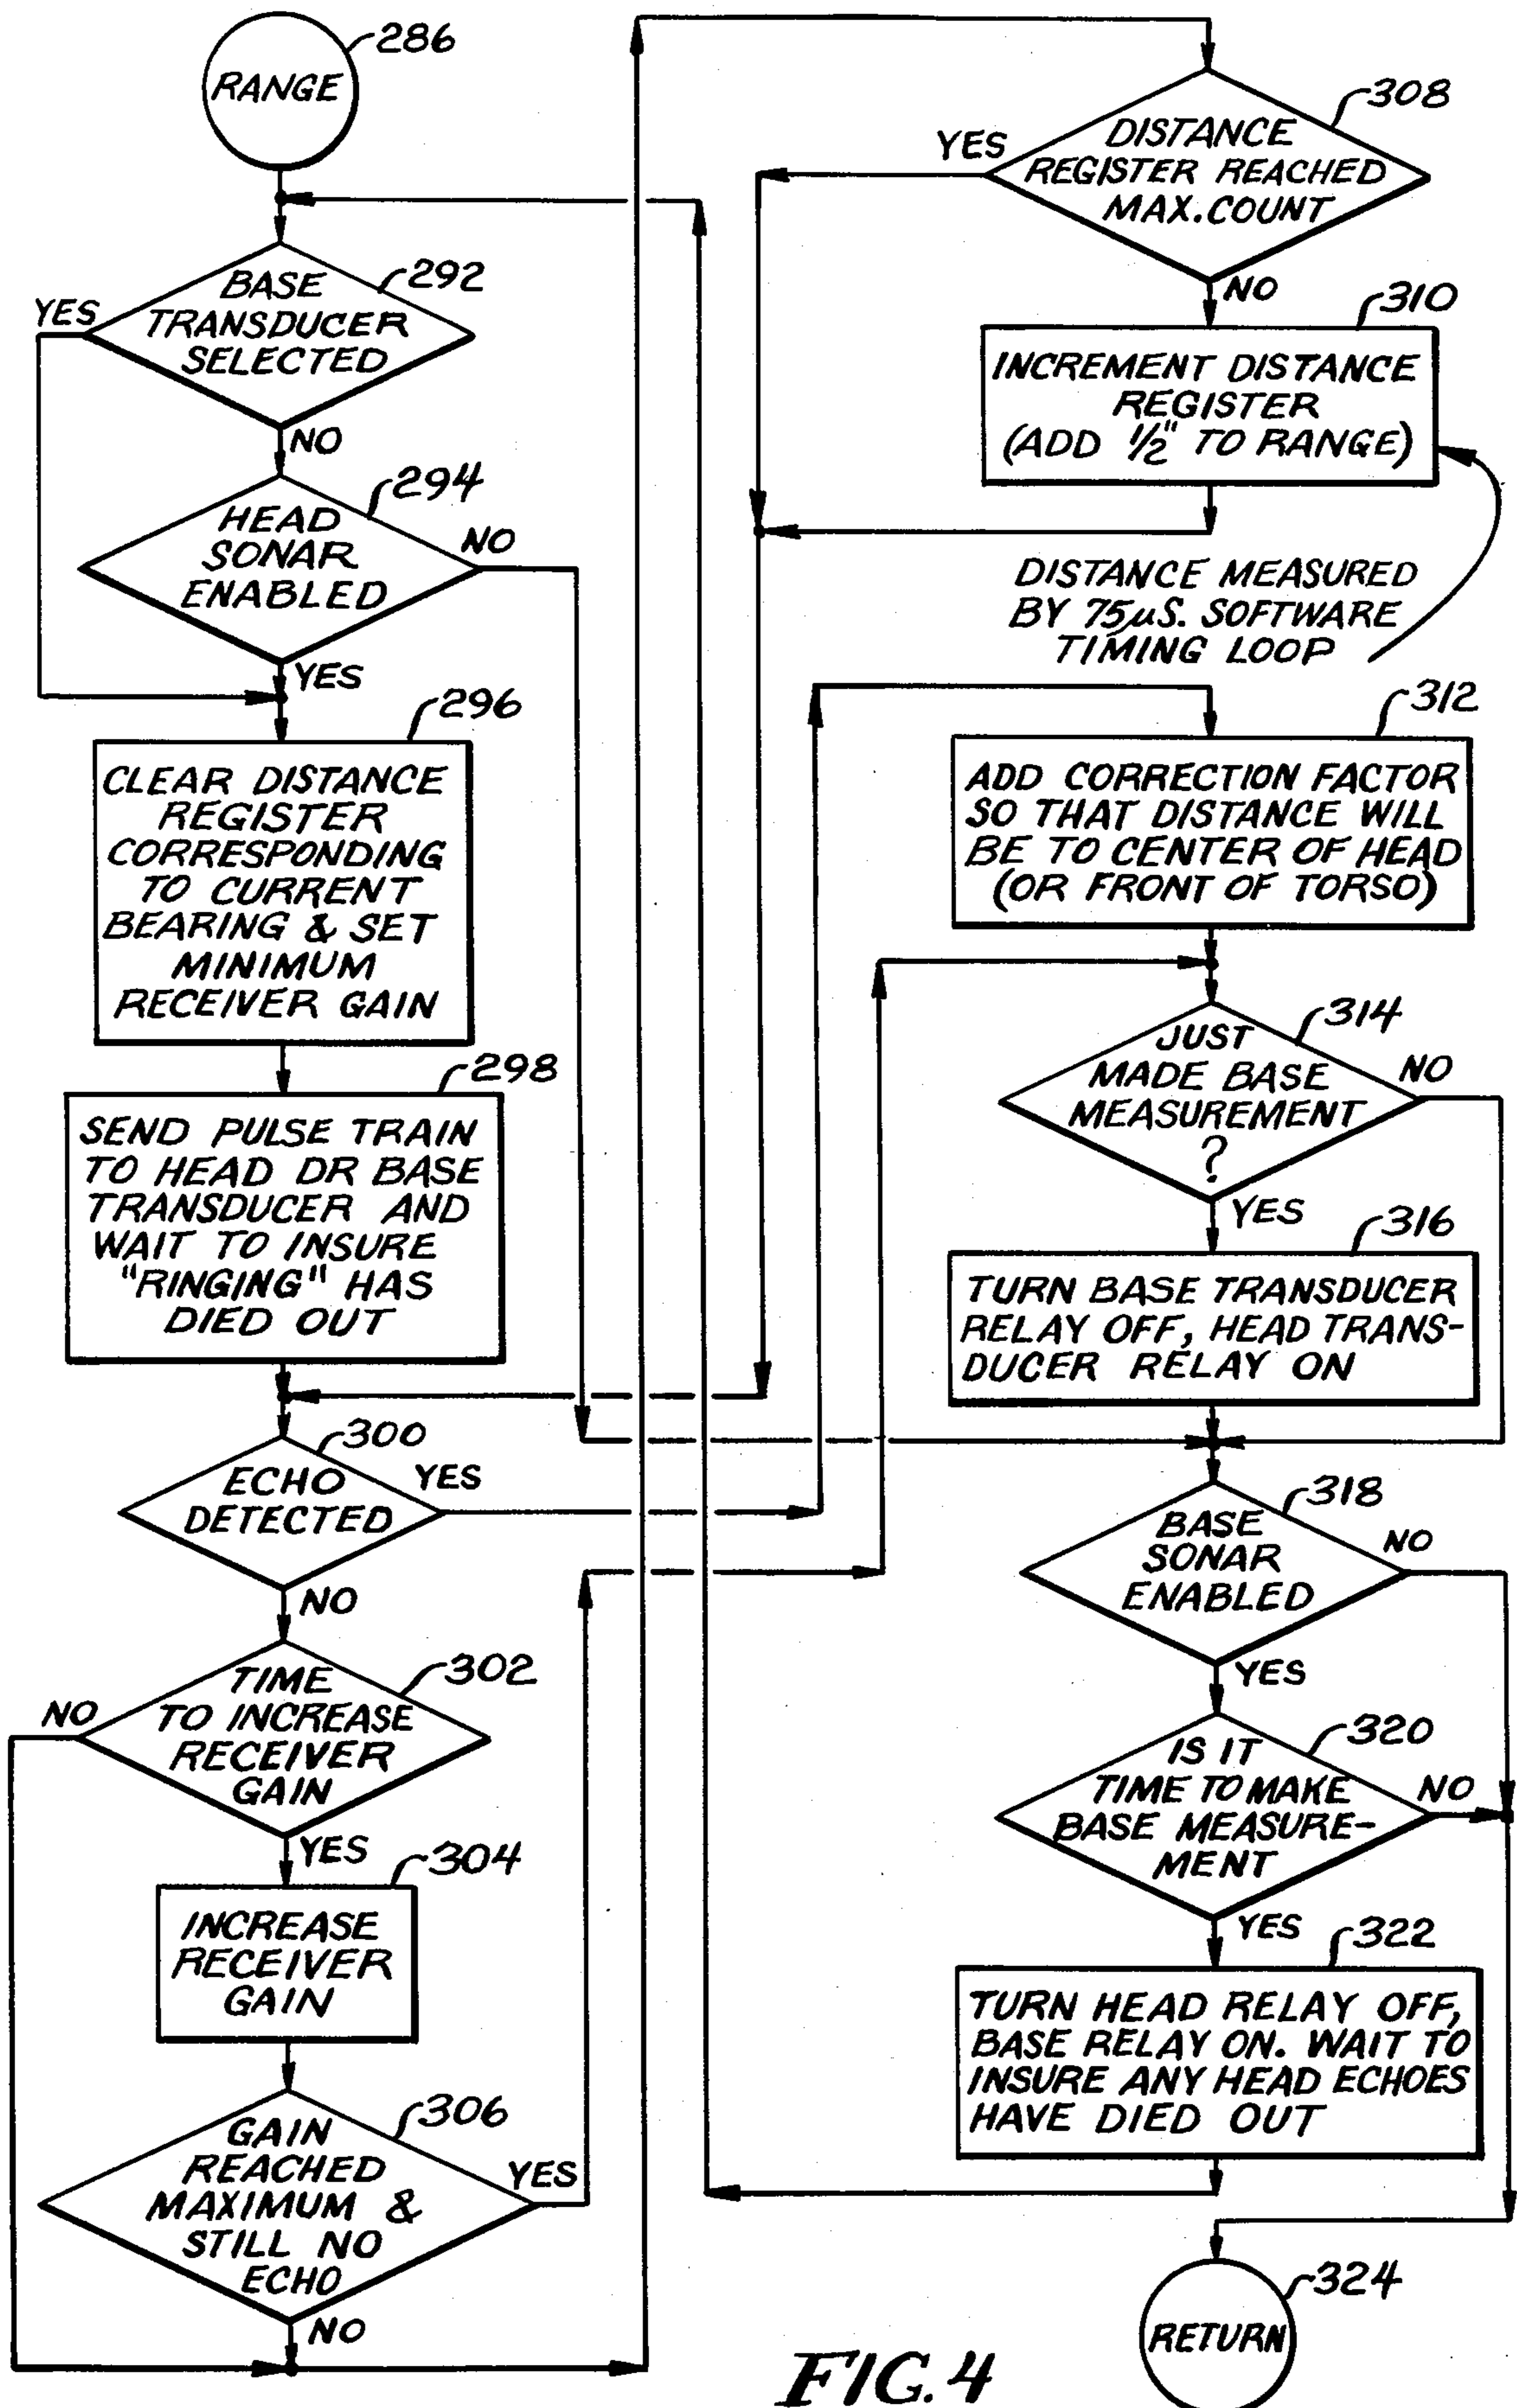 286
RANGE
292
BASE
TRANSDUCER
SELECTED
YES
NO
294
HEAD
SONAR
ENABLED
NO
YES
296
CLEAR DISTANCE
REGISTER
CORRESPONDING
TO CURRENT
BEARING & SET
MINIMUM
RECEIVER GAIN
298
SEND PULSE TRAIN
TO HEAD OR BASE
TRANSDUCER AND
WAIT TO INSURE
"RINGING" HAS
DIED OUT
300
ECHO
DETECTED
YES
NO
302
TIME
TO INCREASE
RECEIVER
GAIN
NO
YES
304
INCREASE
RECEIVER
GAIN
306
GAIN
REACHED
MAXIMUM &
STILL NO
ECHO
YES
NO
308
DISTANCE
REGISTER REACHED
MAX. COUNT
YES
NO
310
INCREMENT DISTANCE
REGISTER
(ADD 1/2" TO RANGE)
DISTANCE MEASURED
BY 75µS. SOFTWARE
TIMING LOOP
312
ADD CORRECTION FACTOR
SO THAT DISTANCE WILL
BE TO CENTER OF HEAD
(OR FRONT OF TORSO)
314
JUST
MADE BASE
MEASUREMENT
?
NO
YES
316
TURN BASE TRANSDUCER
RELAY OFF, HEAD TRANS-
DUCER RELAY ON
318
BASE
SONAR
ENABLED
NO
YES
320
IS IT
TIME TO MAKE
BASE MEASURE-
MENT
NO
YES
322
TURN HEAD RELAY OFF,
BASE RELAY ON. WAIT TO
INSURE ANY HEAD ECHOES
HAVE DIED OUT
324
RETURN
FIG. 4